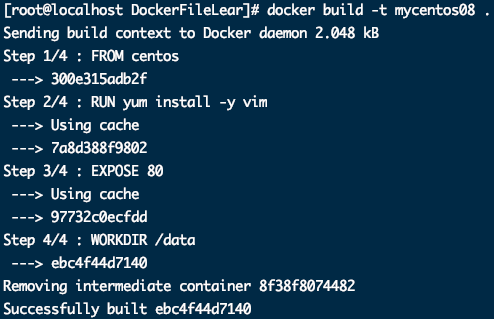 [root@localhost DockerFileLear]# docker build -t mycentos08 .
Sending build context to Docker daemon 2.048 kB
Step 1/4 : FROM centos
 ---> 300e315adb2f
Step 2/4 : RUN yum install -y vim
 ---> Using cache
 ---> 7a8d388f9802
Step 3/4 : EXPOSE 80
 ---> Using cache
 ---> 97732c0ecfdd
Step 4/4 : WORKDIR /data
 ---> ebc4f44d7140
Removing intermediate container 8f38f8074482
Successfully built ebc4f44d7140